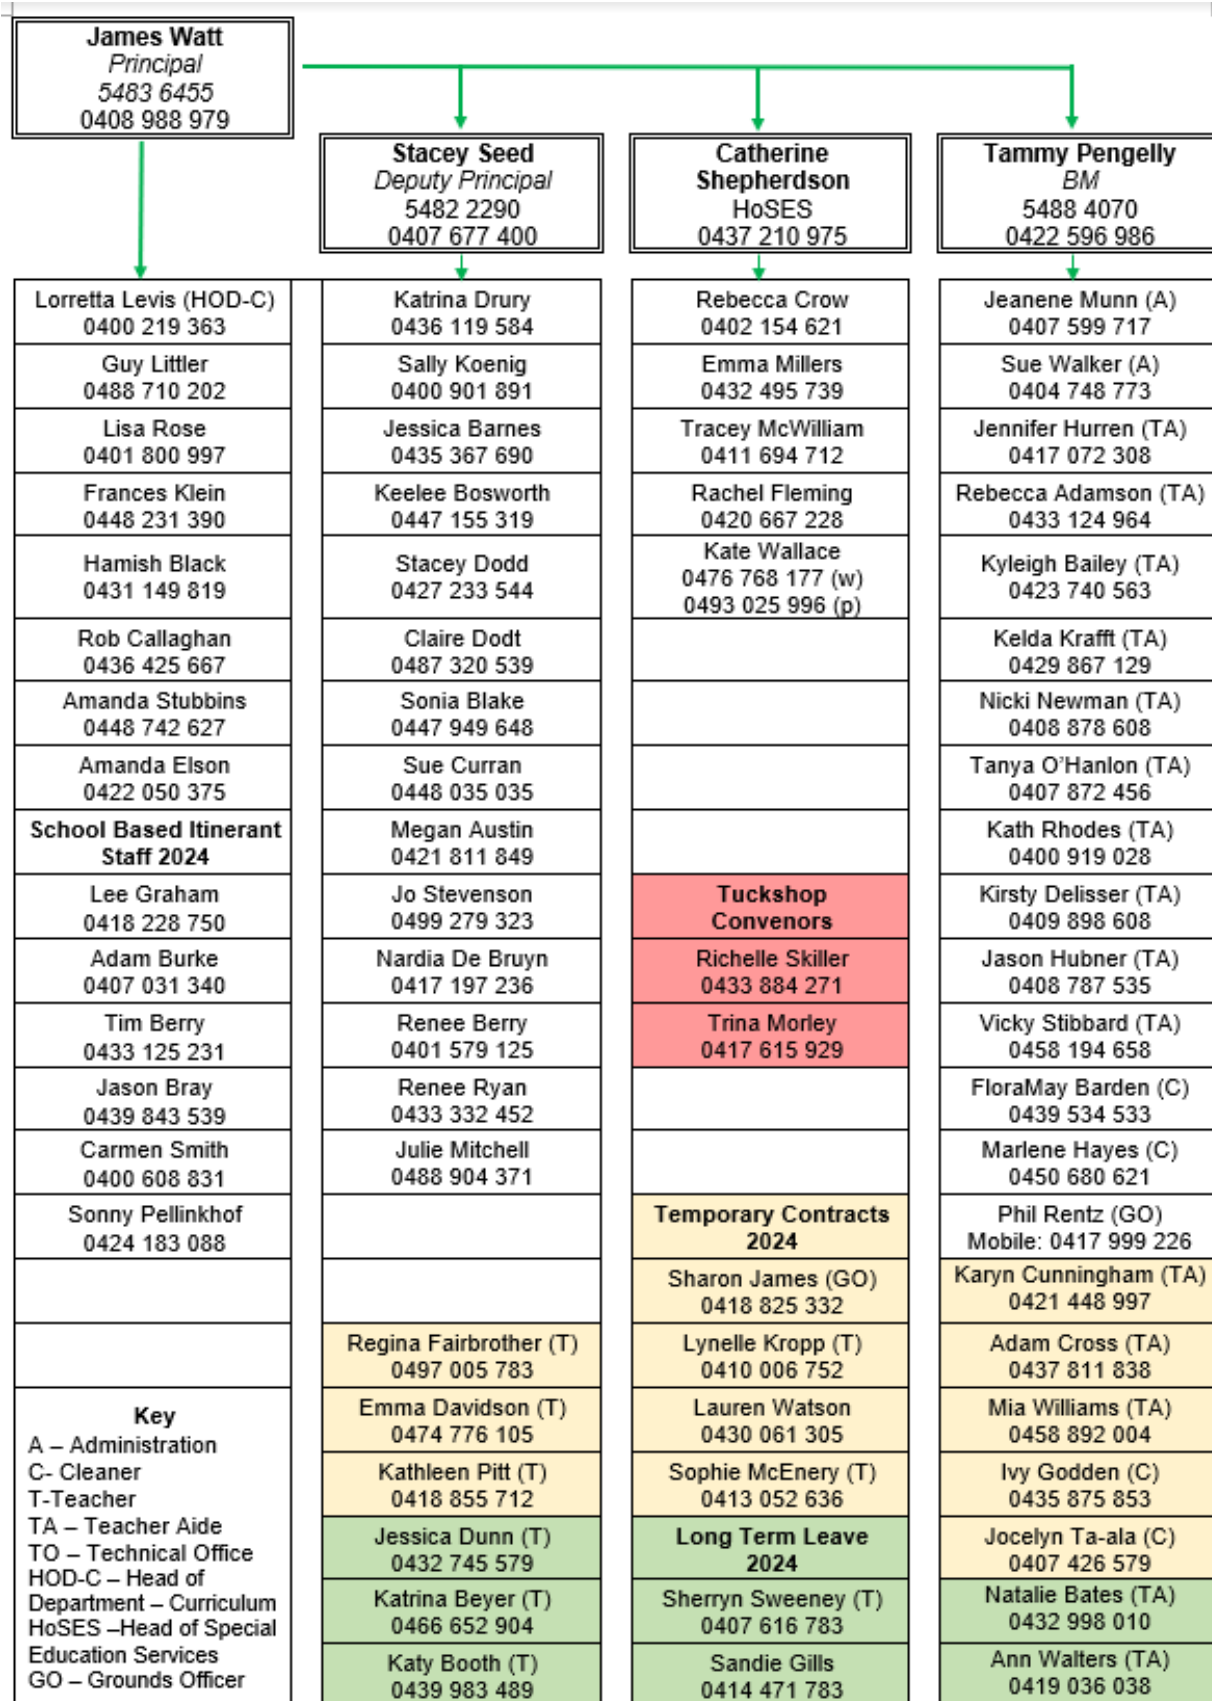 James Watt
Principal
5483 6455
0408 988 979
Stacey Seed
Deputy Principal
5482 2290
0407 677 400
Catherine
Shepherdson
HoSES
0437 210 975
Tammy Pengelly
BM
5488 4070
0422 596 986
Lorretta Levis (HOD-C)
0400 219 363
Guy Littler
0488 710 202
Lisa Rose
0401 800 997
Frances Klein
0448 231 390
Hamish Black
0431 149 819
Rob Callaghan
0436 425 667
Amanda Stubbins
0448 742 627
Amanda Elson
0422 050 375
School Based Itinerant
Staff 2024
Lee Graham
0418 228 750
Adam Burke
0407 031 340
Tim Berry
0433 125 231
Jason Bray
0439 843 539
Carmen Smith
0400 608 831
Sonny Pellinkhof
0424 183 088
Key
A – Administration
C- Cleaner
T-Teacher
TA – Teacher Aide
TO – Technical Office
HOD-C – Head of
Department – Curriculum
HoSES –Head of Special
Education Services
GO – Grounds Officer
Katrina Drury
0436 119 584
Sally Koenig
0400 901 891
Jessica Barnes
0435 367 690
Keelee Bosworth
0447 155 319
Stacey Dodd
0427 233 544
Claire Dodt
0487 320 539
Sonia Blake
0447 949 648
Sue Curran
0448 035 035
Megan Austin
0421 811 849
Jo Stevenson
0499 279 323
Nardia De Bruyn
0417 197 236
Renee Berry
0401 579 125
Renee Ryan
0433 332 452
Julie Mitchell
0488 904 371
Regina Fairbrother (T)
0497 005 783
Emma Davidson (T)
0474 776 105
Kathleen Pitt (T)
0418 855 712
Jessica Dunn (T)
0432 745 579
Katrina Beyer (T)
0466 652 904
Katy Booth (T)
0439 983 489
Rebecca Crow
0402 154 621
Emma Millers
0432 495 739
Tracey McWilliam
0411 694 712
Rachel Fleming
0420 667 228
Kate Wallace
0476 768 177 (w)
0493 025 996 (p)
Tuckshop
Convenors
Richelle Skiller
0433 884 271
Trina Morley
0417 615 929
Temporary Contracts
2024
Sharon James (GO)
0418 825 332
Lynelle Kropp (T)
0410 006 752
Lauren Watson
0430 061 305
Sophie McEnery (T)
0413 052 636
Long Term Leave
2024
Sherryn Sweeney (T)
0407 616 783
Sandie Gills
0414 471 783
Jeanene Munn (A)
0407 599 717
Sue Walker (A)
0404 748 773
Jennifer Hurren (TA)
0417 072 308
Rebecca Adamson (TA)
0433 124 964
Kyleigh Bailey (TA)
0423 740 563
Kelda Krafft (TA)
0429 867 129
Nicki Newman (TA)
0408 878 608
Tanya O’Hanlon (TA)
0407 872 456
Kath Rhodes (TA)
0400 919 028
Kirsty Delisser (TA)
0409 898 608
Jason Hubner (TA)
0408 787 535
Vicky Stibbard (TA)
0458 194 658
FloraMay Barden (C)
0439 534 533
Marlene Hayes (C)
0450 680 621
Phil Rentz (GO)
Mobile: 0417 999 226
Karyn Cunningham (TA)
0421 448 997
Adam Cross (TA)
0437 811 838
Mia Williams (TA)
0458 892 004
Ivy Godden (C)
0435 875 853
Jocelyn Ta-ala (C)
0407 426 579
Natalie Bates (TA)
0432 998 010
Ann Walters (TA)
0419 036 038